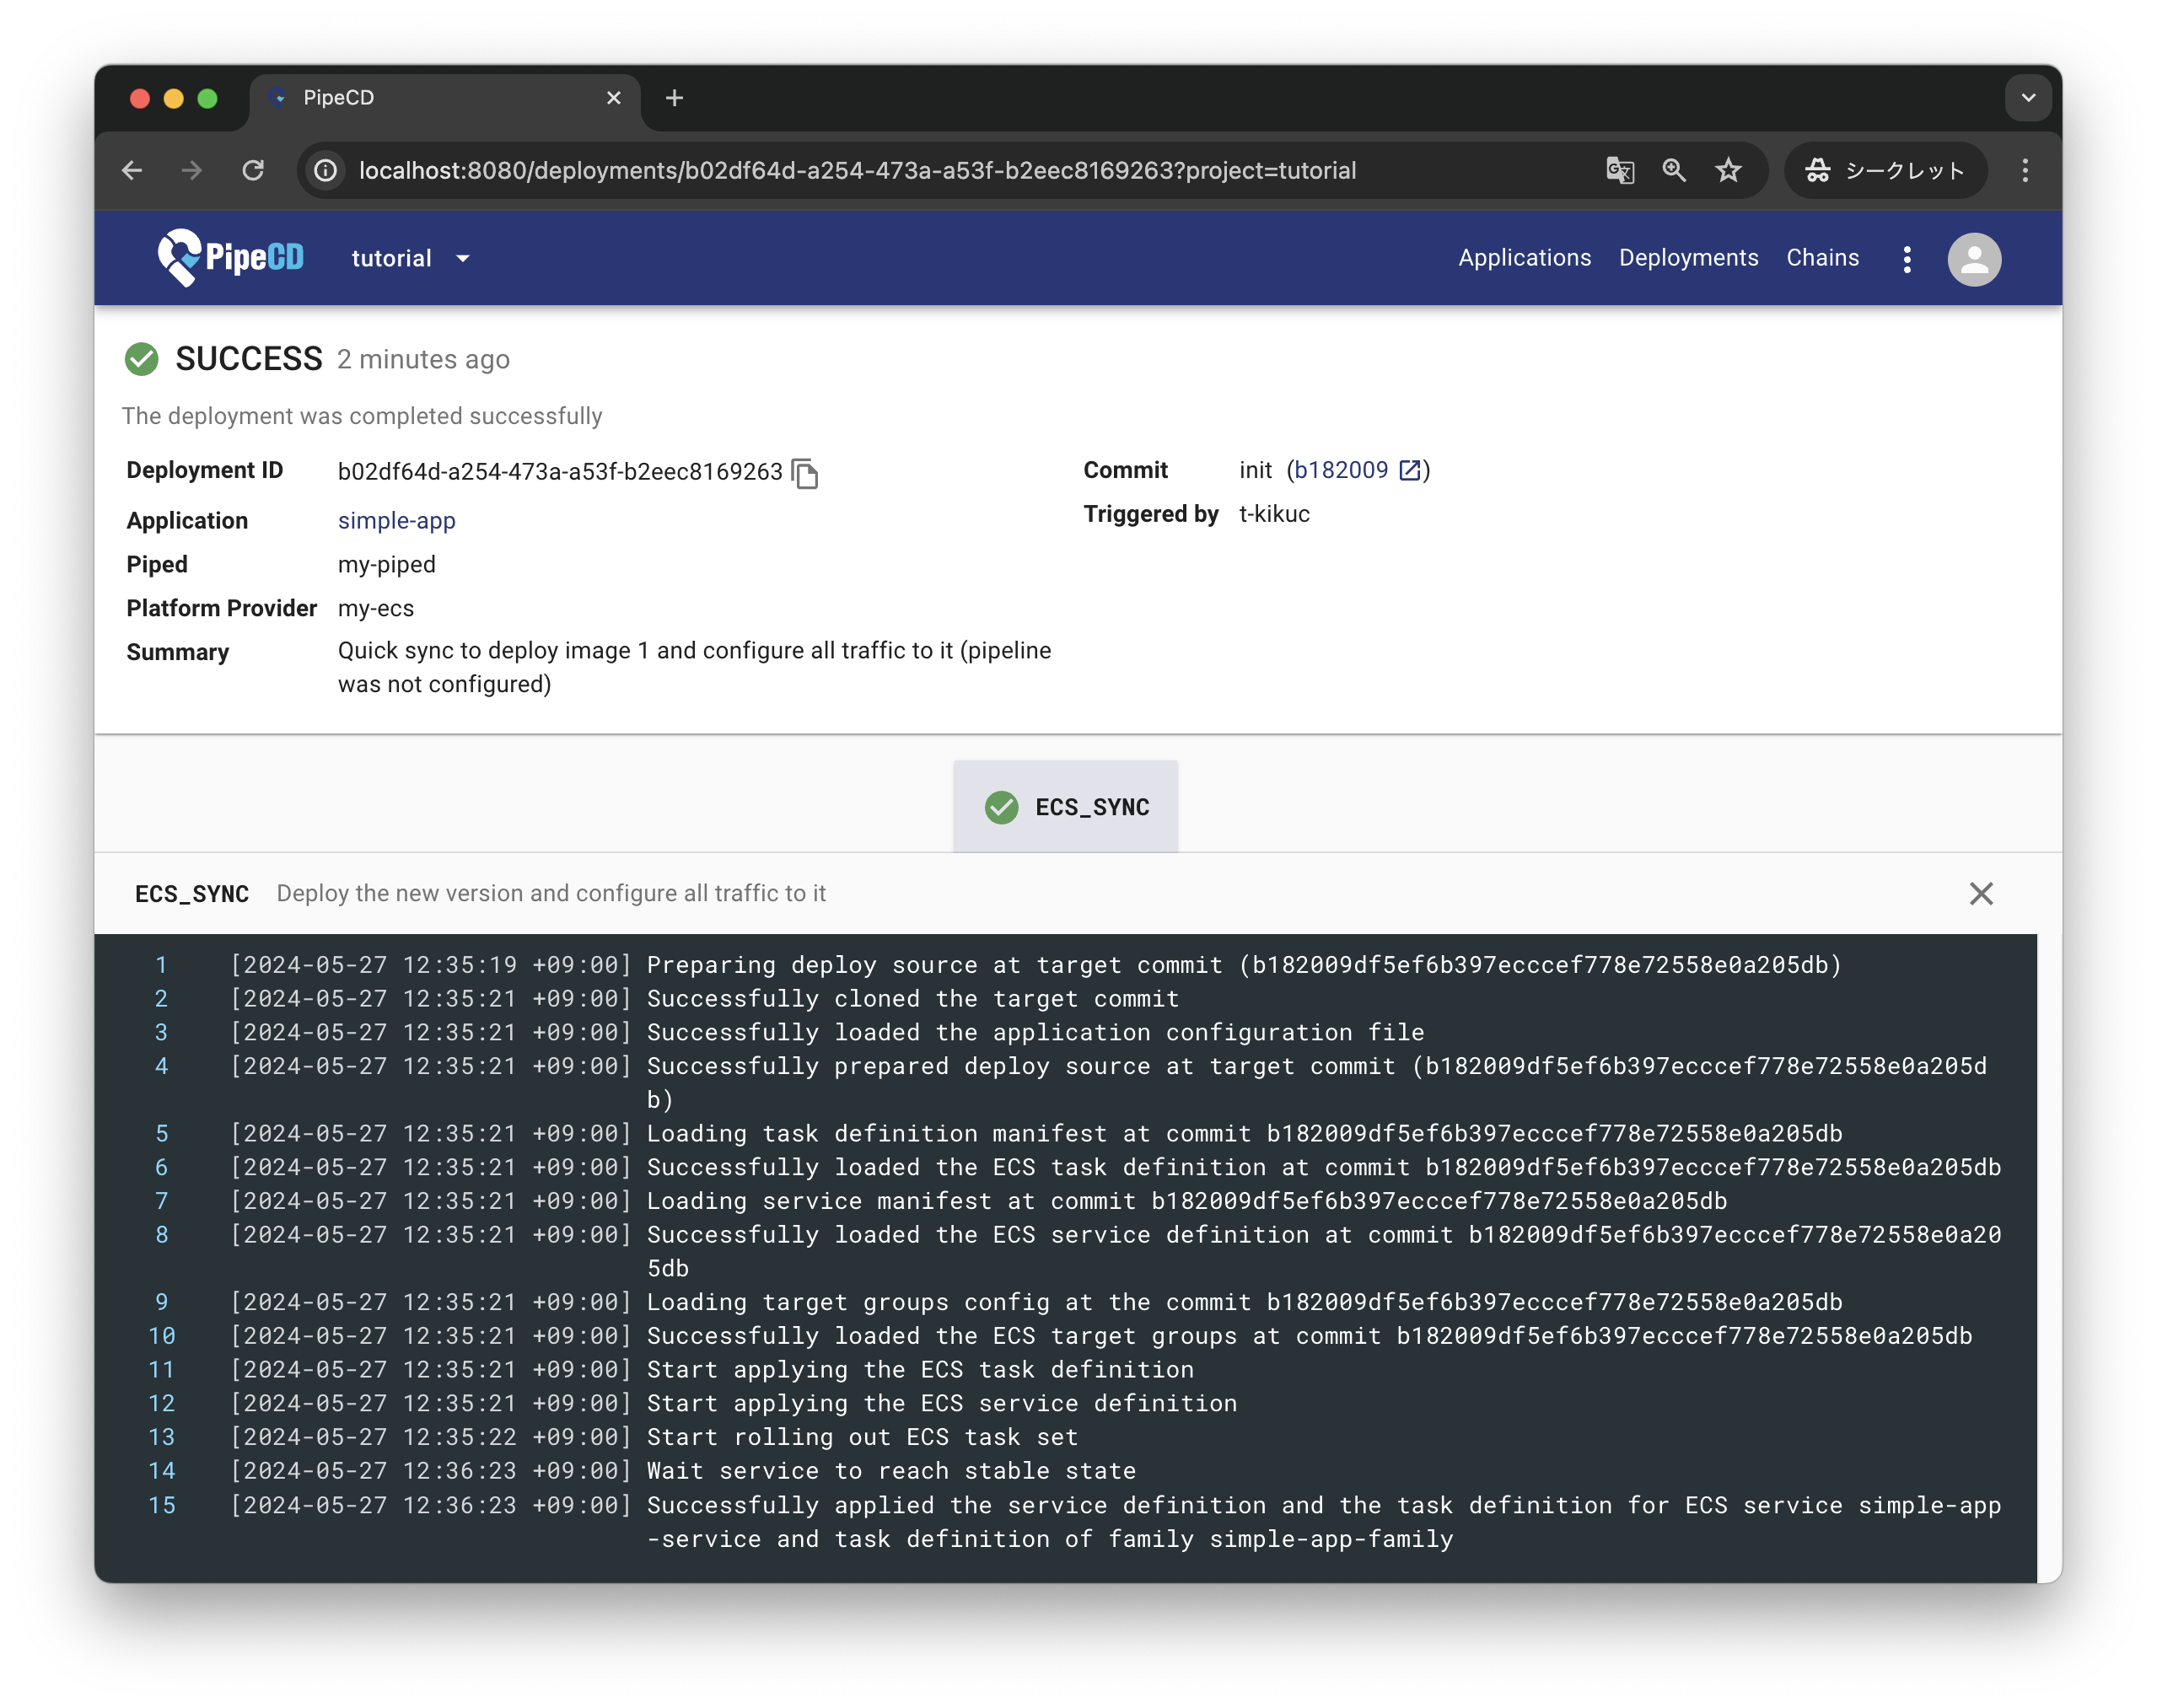 PipeCD
localhost:8080/deployments/b02df64d-a254-473a-a53f-b2eec8169263?project=tutorial
シークレット
PipeCD
tutorial
Applications
Deployments
Chains
SUCCESS 2 minutes ago
The deployment was completed successfully
Deployment ID b02df64d-a254-473a-a53f-b2eec8169263
Application simple-app
Piped my-piped
Platform Provider my-ecs
Summary Quick sync to deploy image 1 and configure all traffic to it (pipeline
was not configured)
Commit init (b182009)
Triggered by t-kikuc
ECS_SYNC
ECS_SYNC Deploy the new version and configure all traffic to it
1 [2024-05-27 12:35:19 +09:00] Preparing deploy source at target commit (b182009df5ef6b397ecccef778e72558e0a205db)
2 [2024-05-27 12:35:21 +09:00] Successfully cloned the target commit
3 [2024-05-27 12:35:21 +09:00] Successfully loaded the application configuration file
4 [2024-05-27 12:35:21 +09:00] Successfully prepared deploy source at target commit (b182009df5ef6b397ecccef778e72558e0a205d
b)
5 [2024-05-27 12:35:21 +09:00] Loading task definition manifest at commit b182009df5ef6b397ecccef778e72558e0a205db
6 [2024-05-27 12:35:21 +09:00] Successfully loaded the ECS task definition at commit b182009df5ef6b397ecccef778e72558e0a205db
7 [2024-05-27 12:35:21 +09:00] Loading service manifest at commit b182009df5ef6b397ecccef778e72558e0a205db
8 [2024-05-27 12:35:21 +09:00] Successfully loaded the ECS service definition at commit b182009df5ef6b397ecccef778e72558e0a20
5db
9 [2024-05-27 12:35:21 +09:00] Loading target groups config at the commit b182009df5ef6b397ecccef778e72558e0a205db
10 [2024-05-27 12:35:21 +09:00] Successfully loaded the ECS target groups at commit b182009df5ef6b397ecccef778e72558e0a205db
11 [2024-05-27 12:35:21 +09:00] Start applying the ECS task definition
12 [2024-05-27 12:35:21 +09:00] Start applying the ECS service definition
13 [2024-05-27 12:35:22 +09:00] Start rolling out ECS task set
14 [2024-05-27 12:36:23 +09:00] Wait service to reach stable state
15 [2024-05-27 12:36:23 +09:00] Successfully applied the service definition and the task definition for ECS service simple-app
-service and task definition of family simple-app-family